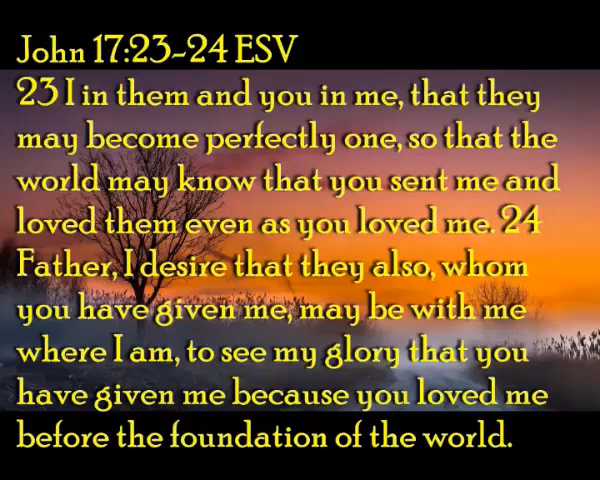 John 17:23-24 ESV
23 I in them and you in me, that they
may become perfectly one, so that the
world may know that you sent me and
loved them even as you loved me. 24
Father, I desire that they also, whom
you have given me, may be with me
where I am, to see my glory that you
have given me because you loved me
before the foundation of the world.